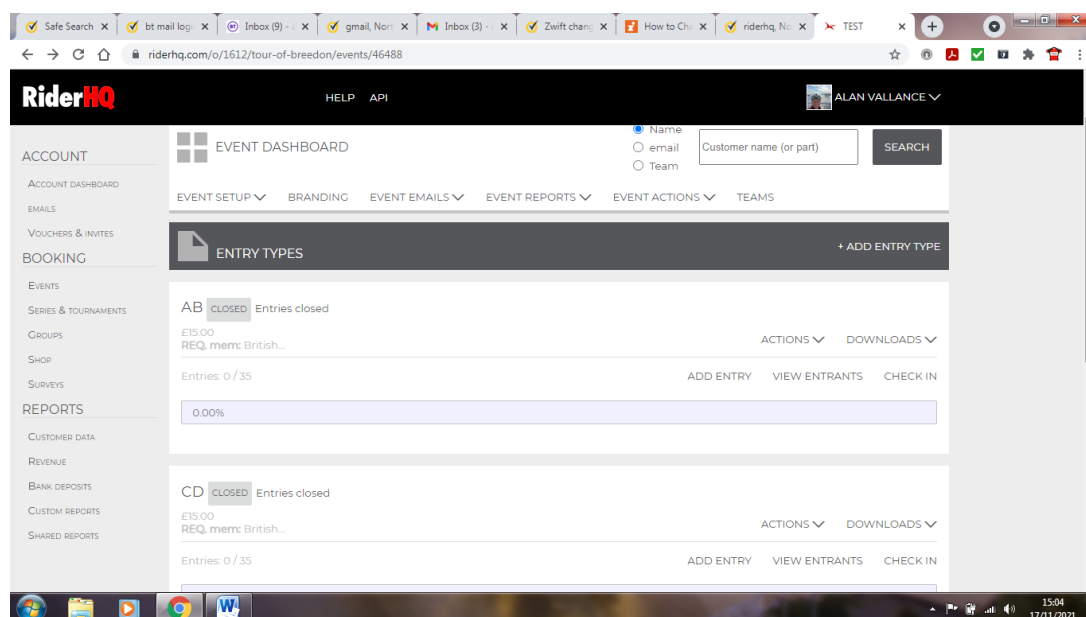 Safe Search bt mail logi Inbox (9) - gmail, Nort Inbox (3) - Zwift chang How to Cha riderhq, No TEST
riderhq.com/o/1612/tour-of-breedon/events/46488
RiderHQ HELP API ALAN VALLANCE
ACCOUNT
ACCOUNT DASHBOARD
EMAILS
VOUCHERS & INVITES
BOOKING
EVENTS
SERIES & TOURNAMENTS
GROUPS
SHOP
SURVEYS
REPORTS
CUSTOMER DATA
REVENUE
BANK DEPOSITS
CUSTOM REPORTS
SHARED REPORTS
EVENT DASHBOARD
Name
email
Team
Customer name (or part) SEARCH
EVENT SETUP BRANDING EVENT EMAILS EVENT REPORTS EVENT ACTIONS TEAMS
ENTRY TYPES + ADD ENTRY TYPE
AB CLOSED Entries closed
£15.00
REQ. mem: British...
ACTIONS DOWNLOADS
Entries: 0 / 35 ADD ENTRY VIEW ENTRANTS CHECK IN
0.00%
CD CLOSED Entries closed
£15.00
REQ. mem: British...
ACTIONS DOWNLOADS
Entries: 0 / 35 ADD ENTRY VIEW ENTRANTS CHECK IN
15:04
17/11/2021